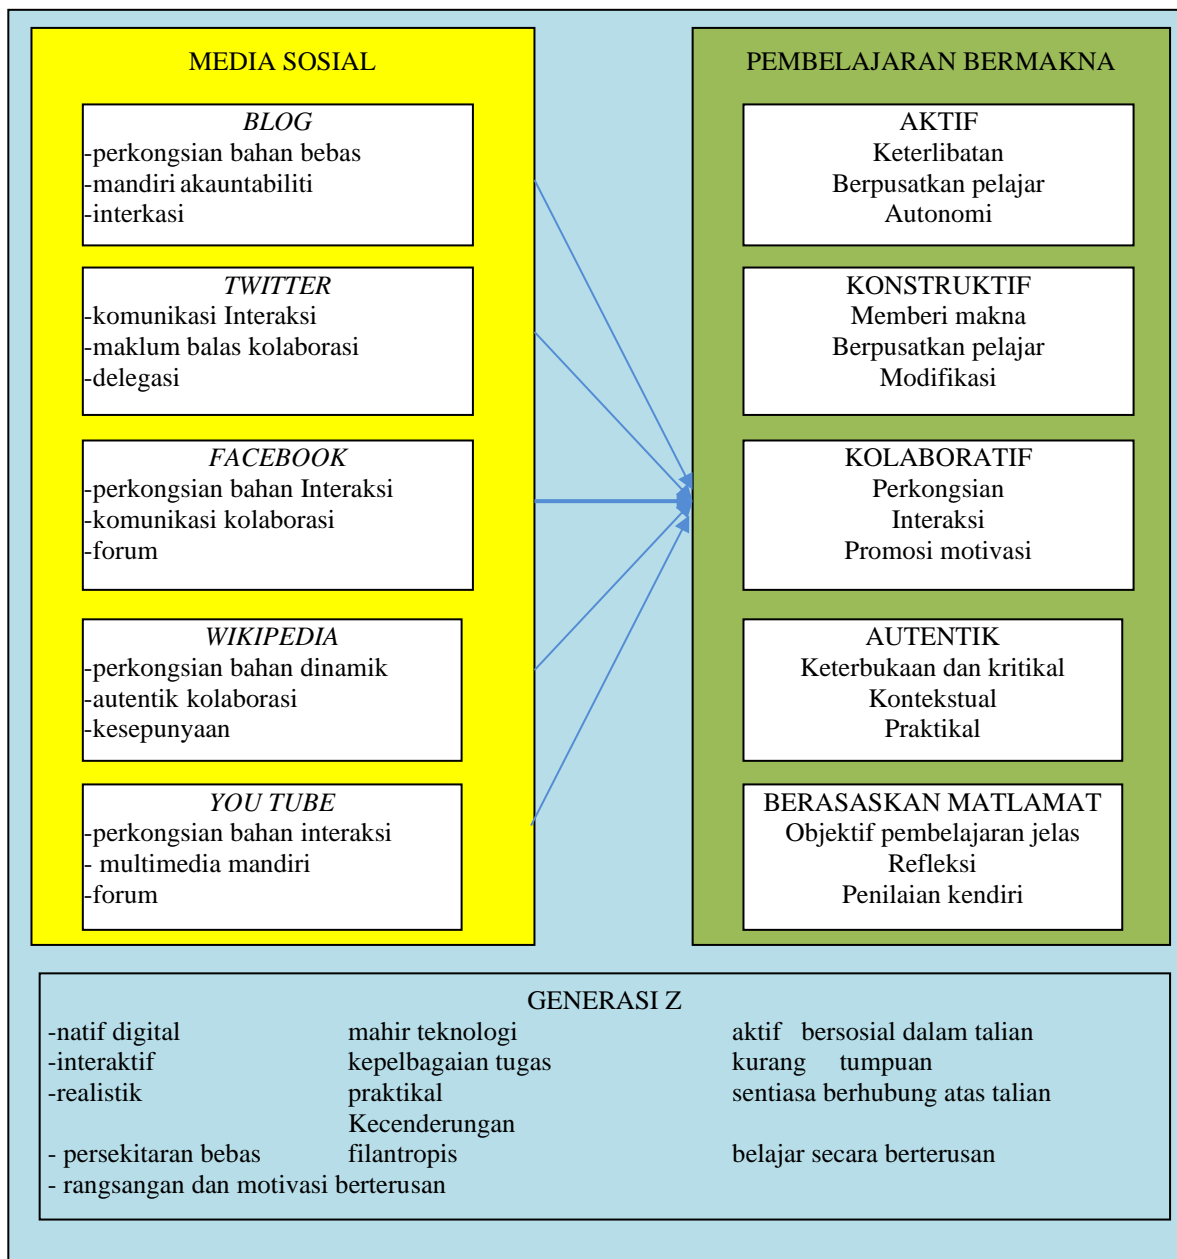 MEDIA SOSIAL
BLOG
-perkongsian bahan bebas
-mandiri akauntabiliti
-interkasi
TWITTER
-komunikasi Interaksi
-maklum balas kolaborasi
-delegasi
FACEBOOK
-perkongsian bahan Interaksi
-komunikasi kolaborasi
-forum
WIKIPEDIA
-perkongsian bahan dinamik
-autentik kolaborasi
-kesepunyaan
YOU TUBE
-perkongsian bahan interaksi
- multimedia mandiri
-forum
PEMBELAJARAN BERMAKNA
AKTIF
Keterlibatan
Berpusatkan pelajar
Autonomi
KONSTRUKTIF
Memberi makna
Berpusatkan pelajar
Modifikasi
KOLABORATIF
Perkongsian
Interaksi
Promosi motivasi
AUTENTIK
Keterbukaan dan kritikal
Kontekstual
Praktikal
BERASASKAN MATLAMAT
Objektif pembelajaran jelas
Refleksi
Penilaian kendiri
GENERASI Z
-natif digital mahir teknologi aktif bersosial dalam talian
-interaktif kepelbagaian tugas kurang tumpuan
-realistik praktikal sentiasa berhubung atas talian
Kecenderungan
- persekitaran bebas filantropis belajar secara berterusan
- rangsangan dan motivasi berterusan